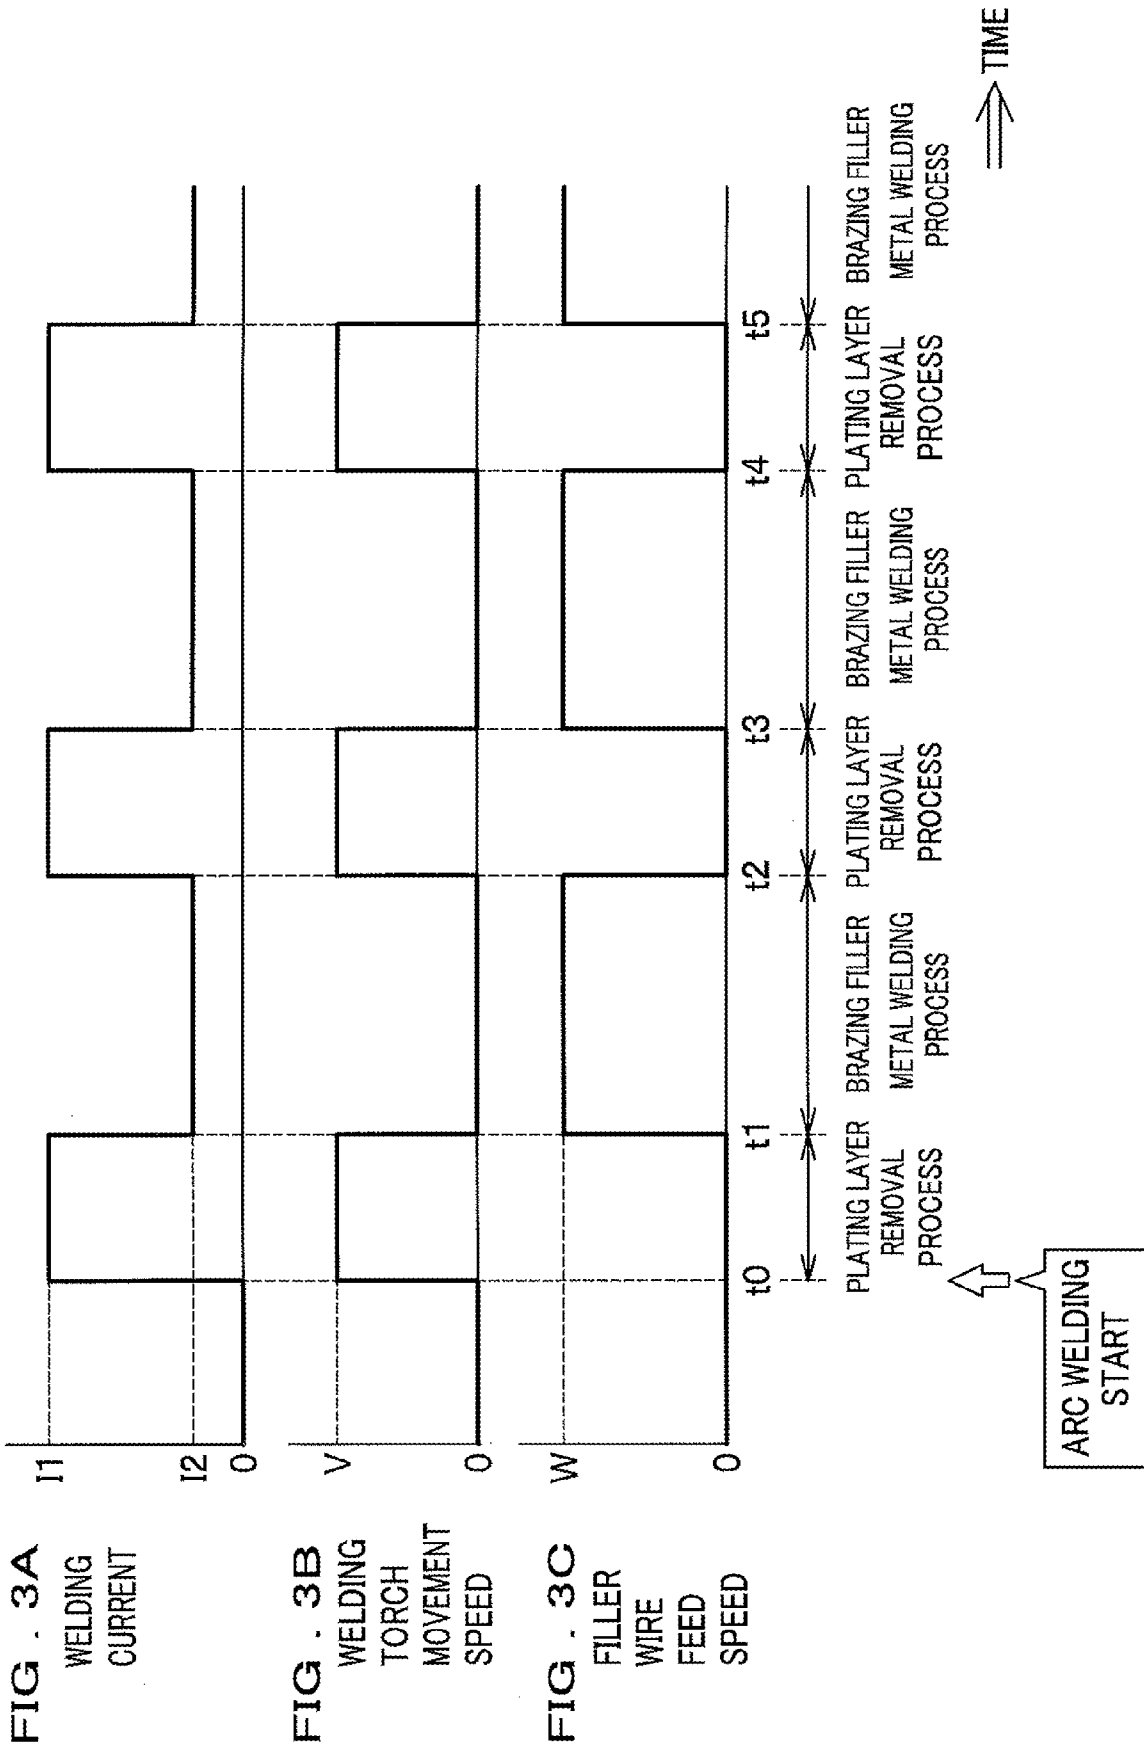 FIG. 3A
WELDING
CURRENT
I1
I2
0
FIG. 3B
WELDING
TORCH
MOVEMENT
SPEED
V
0
FIG. 3C
FILLER
WIRE
FEED
SPEED
W
0
t0
t1
t2
t3
t4
t5
PLATING LAYER
REMOVAL
PROCESS
BRAZING FILLER
METAL WELDING
PROCESS
PLATING LAYER
REMOVAL
PROCESS
BRAZING FILLER
METAL WELDING
PROCESS
PLATING LAYER
REMOVAL
PROCESS
BRAZING FILLER
METAL WELDING
PROCESS
ARC WELDING
START
TIME